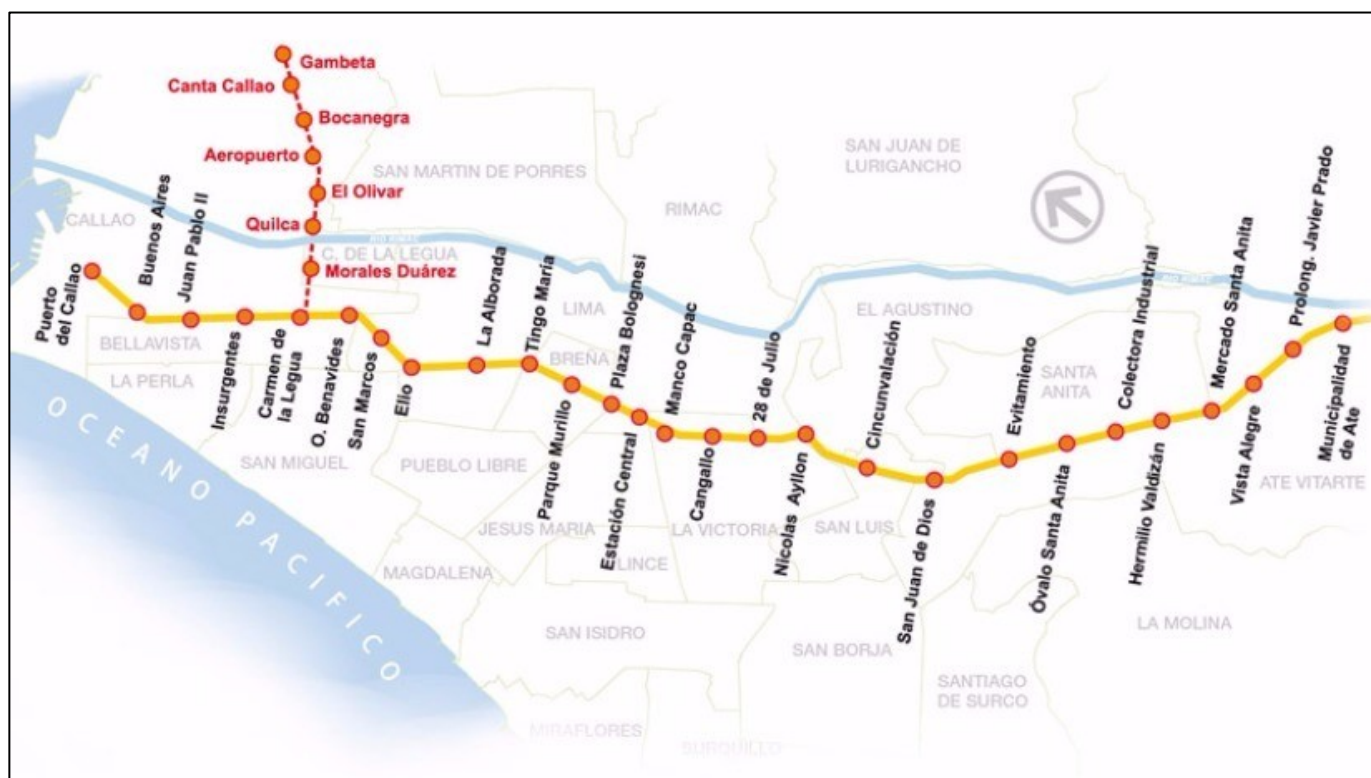 Gambeta
Canta Callao
Bocanegra
Aeropuerto
El Olivar
Quilca
Morales Duárez
SAN MARTIN DE PORRES
SAN JUAN DE
LURIGANCHO
RIMAC
CALLAO
RIO RIMAC
C. DE LA LEGUA
RIO RIMAC
LIMA
EL AGUSTINO
BELLAVISTA
LA PERLA
BREÑA
SANTA
ANITA
Puerto
del Callao
Buenos Aires
Juan Pablo II
Insurgentes
Carmen de
la Legua
O. Benavides
San Marcos
Elio
La Alborada
Tingo María
Parque Murillo
Plaza Bolognesi
Estación Central
Manco Capac
Cangallo
28 de Julio
Nicolas Ayllon
Cincunvalación
San Juan de Dios
Evitamiento
Óvalo Santa Anita
Colectora Industrial
Hermilio Valdizán
Mercado Santa Anita
Vista Alegre
Prolong. Javier Prado
Municipalidad
de Ate
SAN MIGUEL
PUEBLO LIBRE
ATE VITARTE
JESUS MARIA
LA VICTORIA
SAN LUIS
MAGDALENA
LINCE
OCEANO PACIFICO
SAN ISIDRO
SAN BORJA
LA MOLINA
SANTIAGO
DE SURCO
MIRAFLORES
SURQUILLO